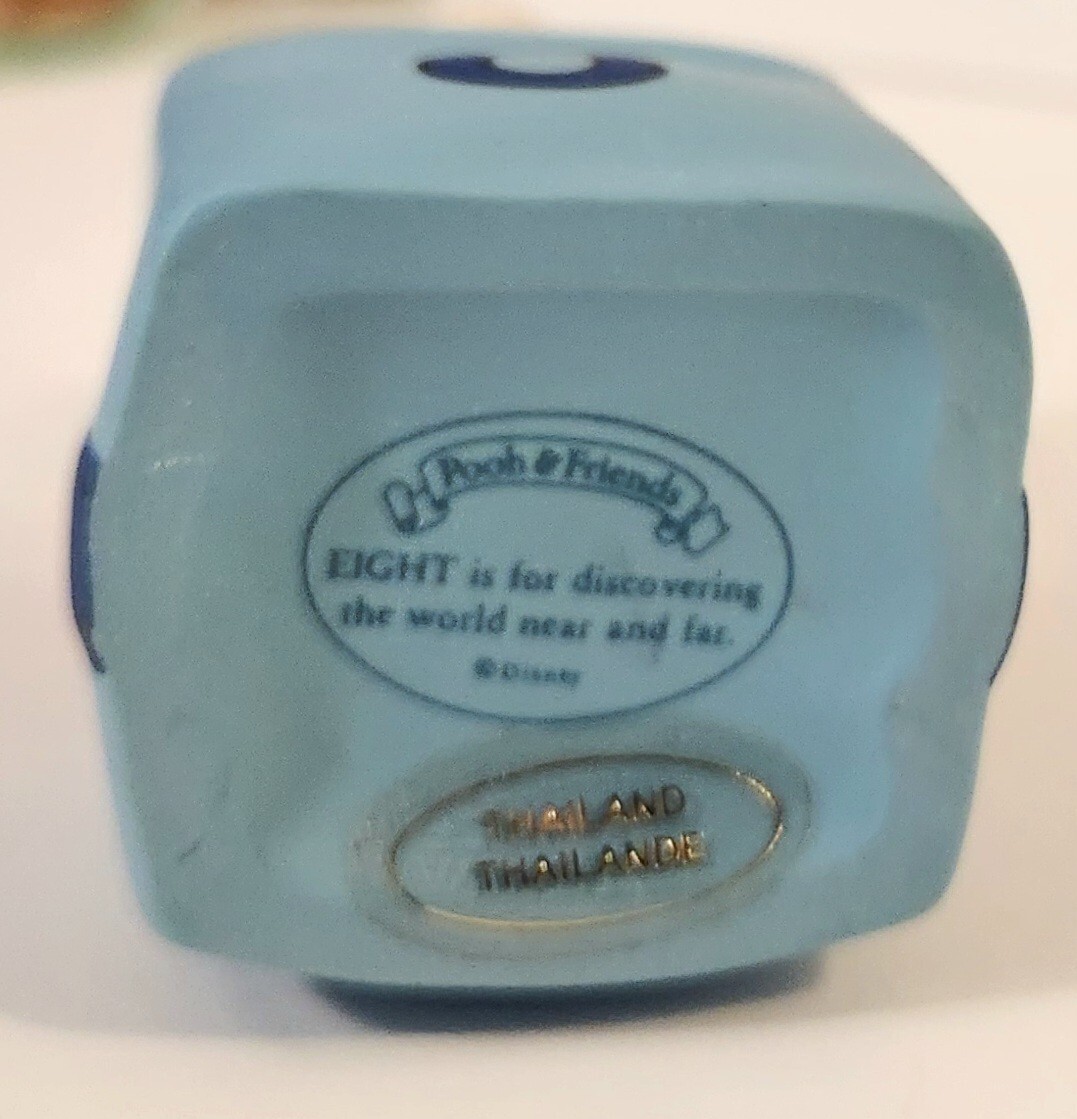 Pooh & Friends
EIGHT is for discovering
the world near and far.
© Disney
THAILAND
THAILANDE